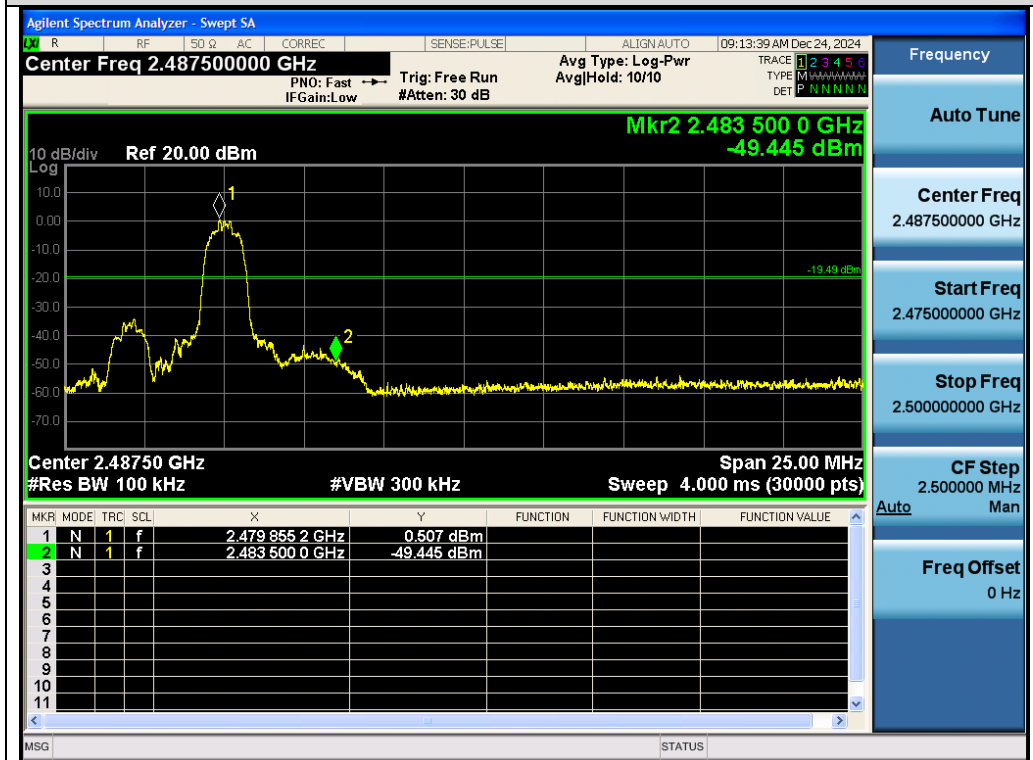 Agilent Spectrum Analyzer - Swept SA
LXI R RF 50 Ω AC CORREC SENSE:PULSE ALIGN AUTO 09:13:39 AM Dec 24, 2024
Center Freq 2.487500000 GHz
PNO: Fast
IFGain:Low
Trig: Free Run
#Atten: 30 dB
Avg Type: Log-Pwr
Avg|Hold: 10/10
TRACE 1 2 3 4 5 6
TYPE M WWWWW
DET P N N N N N
Mkr2 2.483 500 0 GHz
-49.445 dBm
10 dB/div Ref 20.00 dBm
Log
10.0
0.00
-10.0
-20.0
-30.0
-40.0
-50.0
-60.0
-70.0
1
2
-19.49 dBm
Center 2.48750 GHz Span 25.00 MHz
#Res BW 100 kHz #VBW 300 kHz Sweep 4.000 ms (30000 pts)
MKR MODE TRC SCL X Y FUNCTION FUNCTION WIDTH FUNCTION VALUE
1 N 1 f 2.479 855 2 GHz 0.507 dBm
2 N 1 f 2.483 500 0 GHz -49.445 dBm
3
4
5
6
7
8
9
10
11
MSG STATUS
Frequency
Auto Tune
Center Freq
2.487500000 GHz
Start Freq
2.475000000 GHz
Stop Freq
2.500000000 GHz
CF Step
2.500000 MHz
Auto Man
Freq Offset
0 Hz